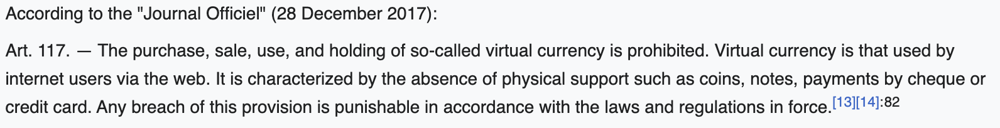 According to the "Journal Officiel" (28 December 2017):
Art. 117. — The purchase, sale, use, and holding of so-called virtual currency is prohibited. Virtual currency is that used by
internet users via the web. It is characterized by the absence of physical support such as coins, notes, payments by cheque or
credit card. Any breach of this provision is punishable in accordance with the laws and regulations in force.[13][14]:82